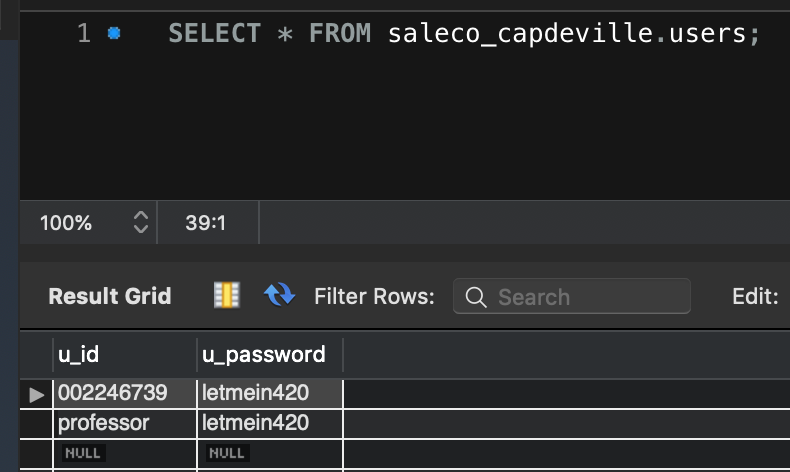 1 SELECT * FROM saleco_capdeville.users;
100% 39:1
Result Grid Filter Rows: Search Edit:
u_id u_password
002246739 letmein420
professor letmein420
NULL NULL